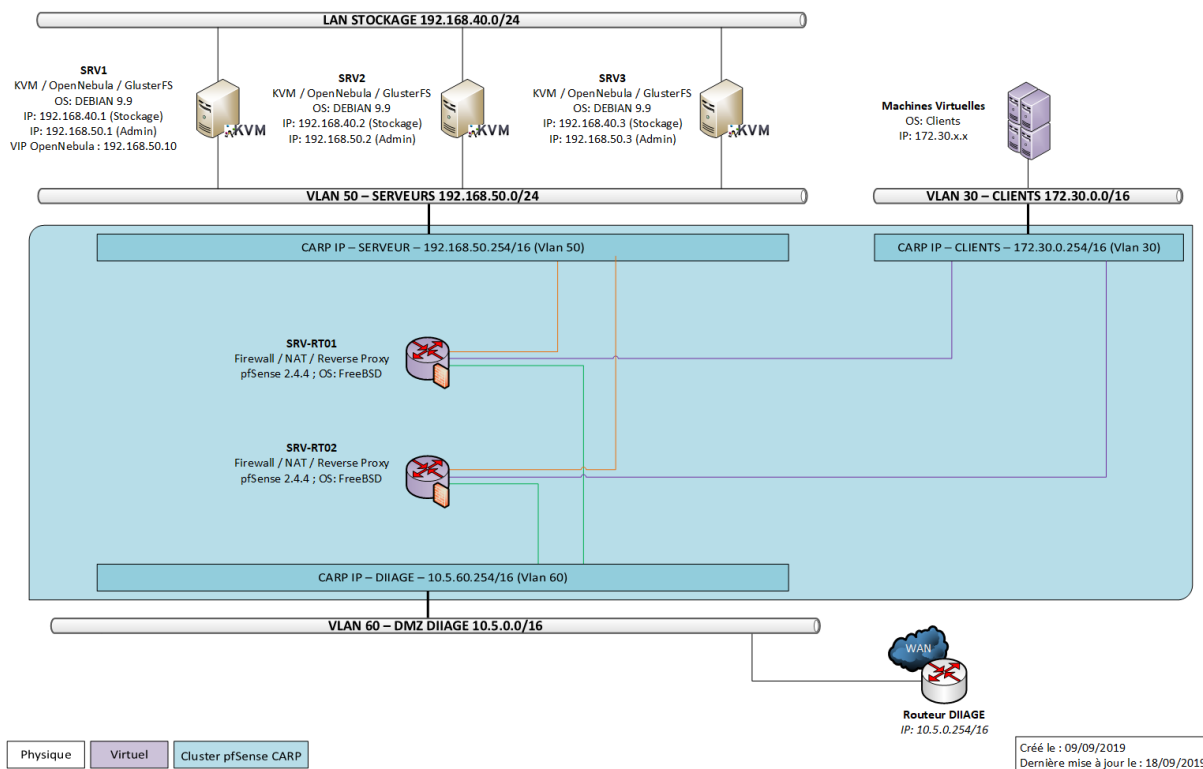 LAN STOCKAGE 192.168.40.0/24
SRV1
KVM / OpenNebula / GlusterFS
OS: DEBIAN 9.9
IP: 192.168.40.1 (Stockage)
IP: 192.168.50.1 (Admin)
VIP OpenNebula : 192.168.50.10
KVM
SRV2
KVM / OpenNebula / GlusterFS
OS: DEBIAN 9.9
IP: 192.168.40.2 (Stockage)
IP: 192.168.50.2 (Admin)
KVM
SRV3
KVM / OpenNebula / GlusterFS
OS: DEBIAN 9.9
IP: 192.168.40.3 (Stockage)
IP: 192.168.50.3 (Admin)
KVM
Machines Virtuelles
OS: Clients
IP: 172.30.x.x
VLAN 50 – SERVEURS 192.168.50.0/24
VLAN 30 – CLIENTS 172.30.0.0/16
CARP IP – SERVEUR – 192.168.50.254/16 (Vlan 50)
CARP IP – CLIENTS – 172.30.0.254/16 (Vlan 30)
SRV-RT01
Firewall / NAT / Reverse Proxy
pfSense 2.4.4 ; OS: FreeBSD
SRV-RT02
Firewall / NAT / Reverse Proxy
pfSense 2.4.4 ; OS: FreeBSD
CARP IP – DIIAGE – 10.5.60.254/16 (Vlan 60)
VLAN 60 – DMZ DIIAGE 10.5.0.0/16
WAN
Routeur DIIAGE
IP: 10.5.0.254/16
Physique
Virtuel
Cluster pfSense CARP
Créé le : 09/09/2019
Dernière mise à jour le : 18/09/2019